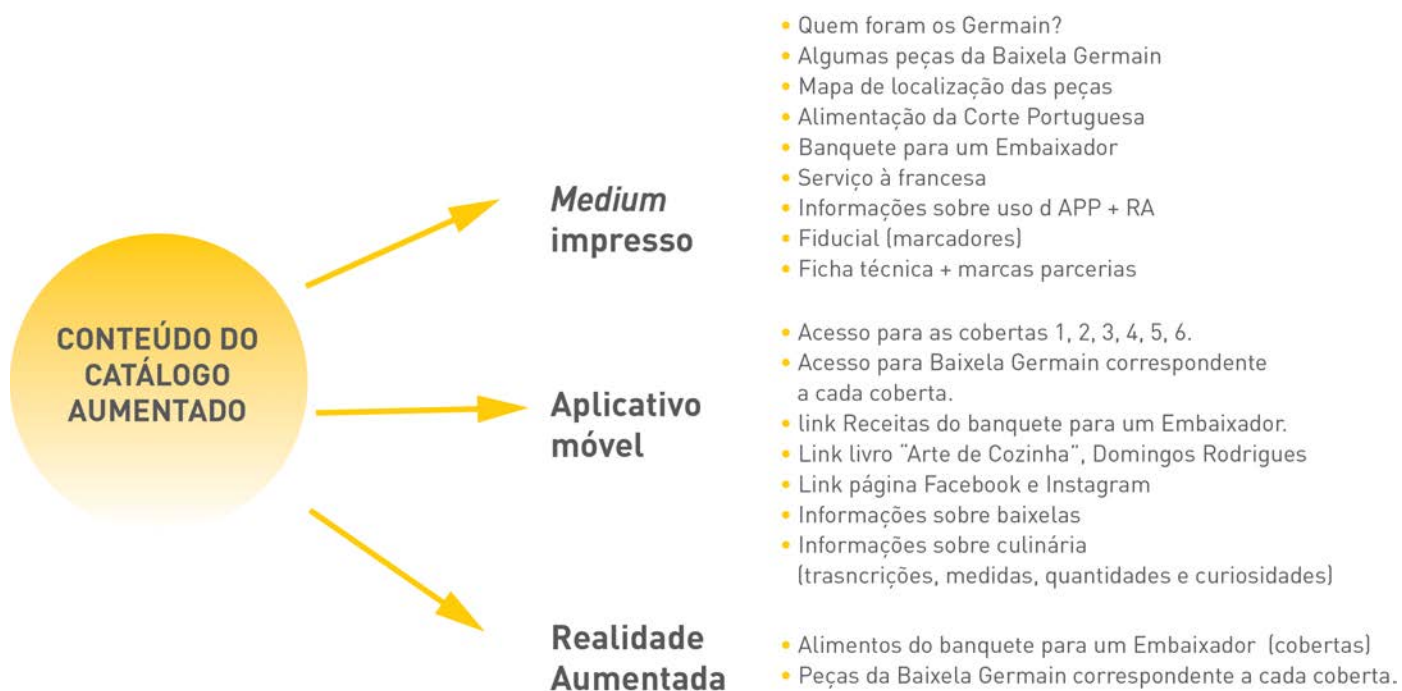 CONTEÚDO DO
CATÁLOGO
AUMENTADO
Medium
impresso
• Quem foram os Germain?
• Algumas peças da Baixela Germain
• Mapa de localização das peças
• Alimentação da Corte Portuguesa
• Banquete para um Embaixador
• Serviço à francesa
• Informações sobre uso d APP + RA
• Fiducial (marcadores)
• Ficha técnica + marcas parcerias
Aplicativo
móvel
• Acesso para as cobertas 1, 2, 3, 4, 5, 6.
• Acesso para Baixela Germain correspondente
a cada coberta.
• link Receitas do banquete para um Embaixador.
• Link livro "Arte de Cozinha", Domingos Rodrigues
• Link página Facebook e Instagram
• Informações sobre baixelas
• Informações sobre culinária
(trasncrições, medidas, quantidades e curiosidades)
Realidade
Aumentada
• Alimentos do banquete para um Embaixador (cobertas)
• Peças da Baixela Germain correspondente a cada coberta.